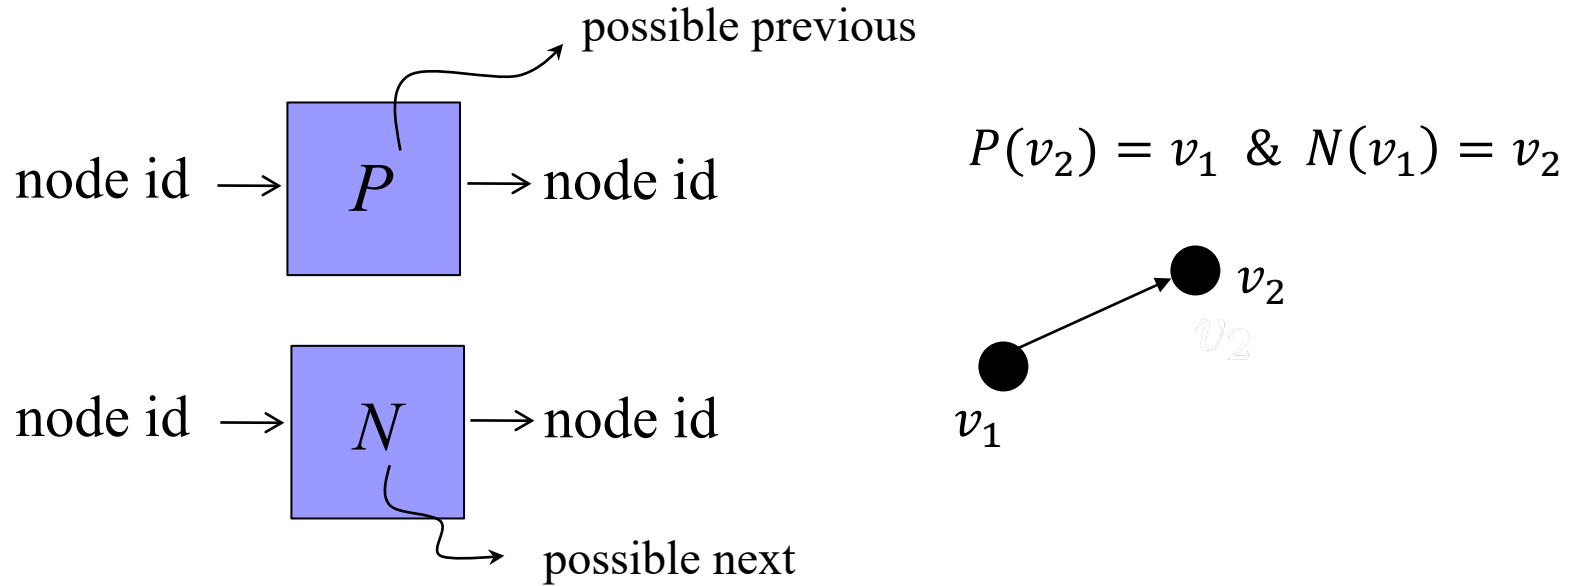 possible previous
node id
P
node id
P(v₂) = v₁ & N(v₁) = v₂
v₂
v₂
v₁
node id
N
node id
possible next